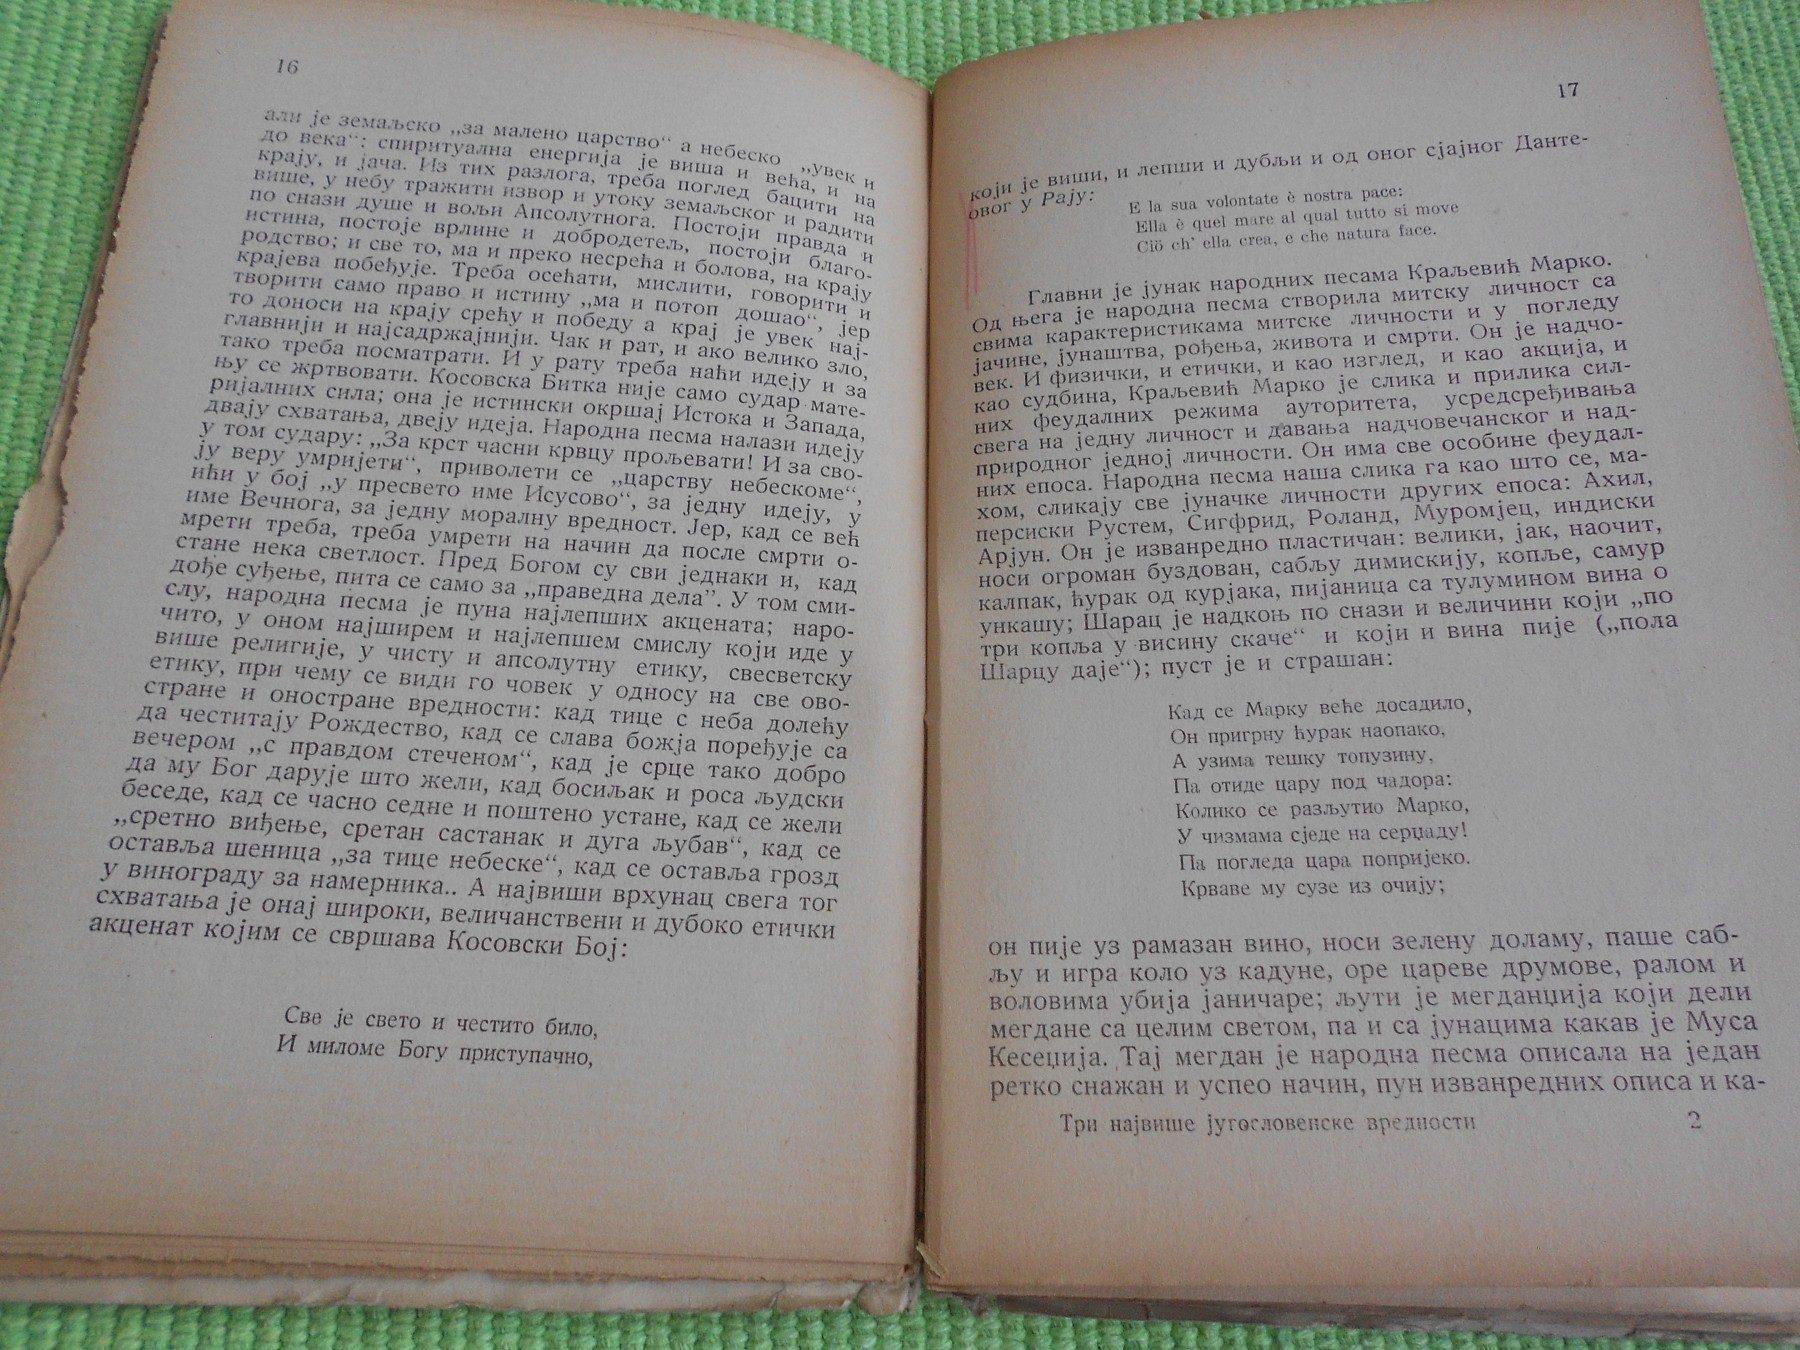 16
али је земаљско „за малено царство“ а небеско „увек и
до века“: спиритуална енергија је виша и већа, и на
крају, и јача. Из тих разлога, треба поглед бацити на
више, у небу тражити извор и утоку земаљског и радити
по снази душе и вољи Апсолутнога. Постоји правда и
истина, постоје врлине и добродетељ, постоји благо-
родство; и све то, ма и преко несрећа и болова, на крају
крајева побеђује. Треба осећати, мислити, говорити и
творити само право и истину „ма и потоп дошао“, јер
то доноси на крају срећу и победу а крај је увек нај-
главнији и најсадржајнији. Чак и рат, и ако велико зло,
тако треба посматрати. И у рату треба наћи идеју и за
њу се жртвовати. Косовска Битка није само судар мате-
ријалних сила; она је истински окршај Истока и Запада,
двају схватања, двеју идеја. Народна песма налази идеју
у том судару: „За крст часни крвцу прољевати! И за сво-
ју веру умријети“, приволети се „царству небескоме“,
ићи у бој „у пресвето име Исусово“, за једну идеју, у
име Вечнога, за једну моралну вредност. Јер, кад се већ
мрети треба, треба умрети на начин да после смрти о-
стане нека светлост. Пред Богом су сви једнаки и, кад
дође суђење, пита се само за „праведна дела”. У том сми-
слу, народна песма је пуна најлепших акцената; наро-
чито, у оном најширем и најлепшем смислу који иде у
више религије, у чисту и апсолутну етику, свесветску
етику, при чему се види го човек у односу на све ово-
стране и оностране вредности: кад тице с неба долећу
да честитају Рождество, кад се слава божја поређује са
вечером „с правдом стеченом“, кад је срце тако добро
да му Бог дарује што жели, кад босиљак и роса људски
беседе, кад се часно седне и поштено устане, кад се жели
„сретно виђење, сретан састанак и дуга љубав“, кад се
оставља шеница „за тице небеске“, кад се оставља грозд
у винограду за намерника.. А највиши врхунац свега тог
схватања је онај широки, величанствени и дубоко етички
акценат којим се свршава Косовски Бој:
Све је свето и честито било,
И миломе Богу приступачно,
17
који је виши, и лепши и дубљи и од оног сјајног Данте-
овог у Рају:
E la sua volontate è nostra pace:
Ella è quel mare al qual tutto si move
Ciö ch' ella crea, e che natura face.
Главни је јунак народних песама Краљевић Марко.
Од њега је народна песма створила митску личност са
свима карактеристикама митске личности и у погледу
јачине, јунаштва, рођења, живота и смрти. Он је надчо-
век. И физички, и етички, и као изглед, и као акција, и
као судбина, Краљевић Марко је слика и прилика сил-
них феудалних режима ауторитета, усредсређивања
свега на једну личност и давања надчовечанског и над-
природног једној личности. Он има све особине феудал-
них епоса. Народна песма наша слика га као што се, ма-
хом, сликају све јуначке личности других епоса: Ахил,
персиски Рустем, Сигфрид, Роланд, Муромјец, индиски
Арјун. Он је изванредно пластичан: велики, јак, наочит,
носи огроман буздован, сабљу димискију, копље, самур
калпак, ћурак од курјака, пијаница са тулумином вина о
ункашу; Шарац је надкоњ по снази и величини који „по
три копља у висину скаче“ и који и вина пије („пола
Шарцу даје“); пуст је и страшан:
Кад се Марку веће досадило,
Он пригрну ћурак наопако,
А узима тешку топузину,
Па отиде цару под чадора:
Колико се разљутио Марко,
У чизмама сједе на серџаду!
Па погледа цара попријеко.
Крваве му сузе из очију;
он пије уз рамазан вино, носи зелену доламу, паше саб-
љу и игра коло уз кадуне, оре цареве друмове, ралом и
воловима убија јаничаре; љути је мегданџија који дели
мегдане са целим светом, па и са јунацима какав је Муса
Кесеџија. Тај мегдан је народна песма описала на један
ретко снажан и успео начин, пун изванредних описа и ка-
Три највише југословенске вредности 2